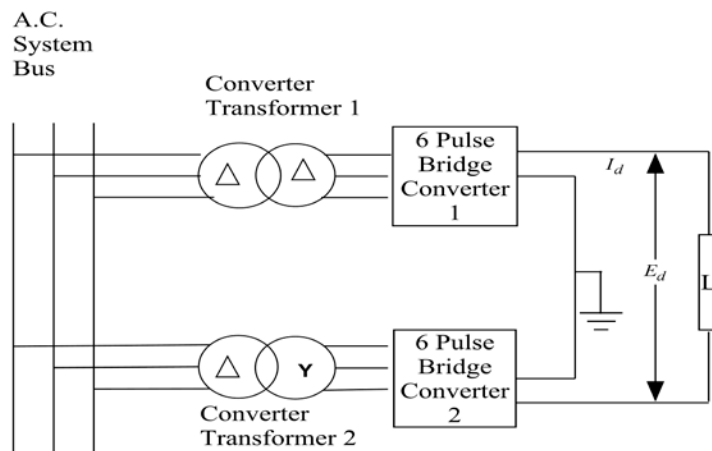 A.C.
System
Bus
Converter
Transformer 1
6 Pulse
Bridge
Converter
1
I_d
E_d
L
Δ
Δ
Δ
Y
6 Pulse
Bridge
Converter
2
Converter
Transformer 2